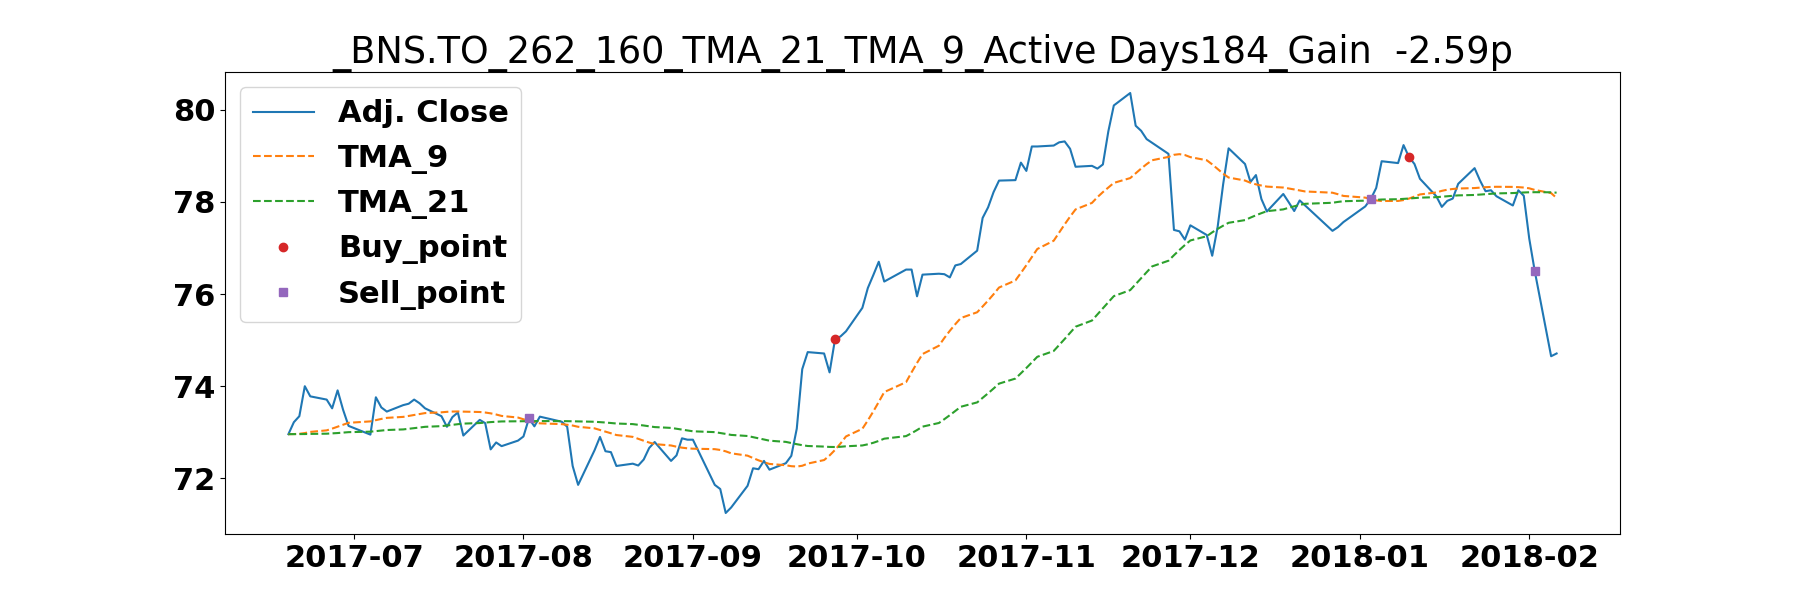 _BNS.TO_262_160_TMA_21_TMA_9_Active Days184_Gain  -2.59p
Adj. Close
TMA_9
TMA_21
Buy_point
Sell_point
80
78
76
74
72
2017-07 2017-08 2017-09 2017-10 2017-11 2017-12 2018-01 2018-02